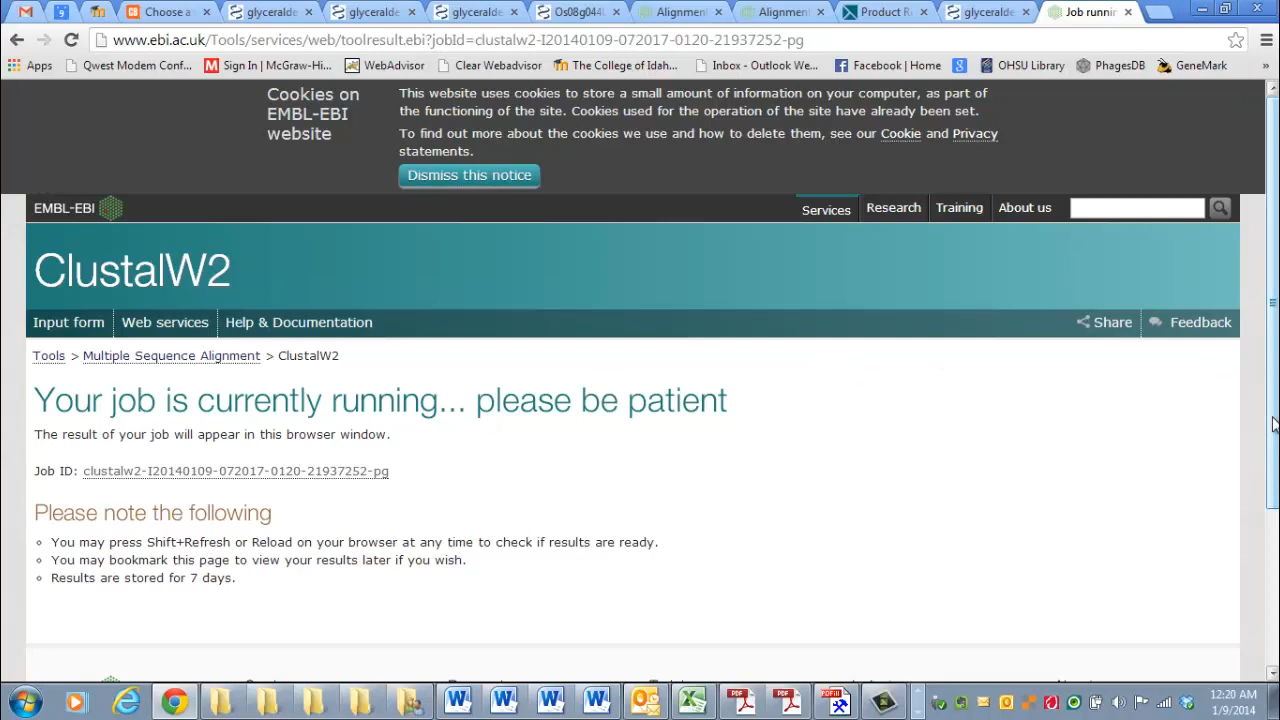 9
Choose a
glyceralde
glyceralde
glyceralde
Os08g0440
Alignment
Alignment
Product Re
glyceralde
Job runnin
www.ebi.ac.uk/Tools/services/web/toolresult.ebi?jobId=clustalw2-I20140109-072017-0120-21937252-pg
Apps
Qwest Modem Conf...
Sign In | McGraw-Hi...
WebAdvisor
Clear Webadvisor
The College of Idah...
Inbox - Outlook We...
Facebook | Home
OHSU Library
PhagesDB
GeneMark
»
Cookies on
EMBL-EBI
website
This website uses cookies to store a small amount of information on your computer, as part of
the functioning of the site. Cookies used for the operation of the site have already been set.
To find out more about the cookies we use and how to delete them, see our Cookie and Privacy
statements.
Dismiss this notice
EMBL-EBI
Services
Research
Training
About us
ClustalW2
Input form
Web services
Help & Documentation
Share
Feedback
Tools > Multiple Sequence Alignment > ClustalW2
Your job is currently running... please be patient
The result of your job will appear in this browser window.
Job ID: clustalw2-I20140109-072017-0120-21937252-pg
Please note the following
You may press Shift+Refresh or Reload on your browser at any time to check if results are ready.
You may bookmark this page to view your results later if you wish.
Results are stored for 7 days.
12:20 AM
1/9/2014